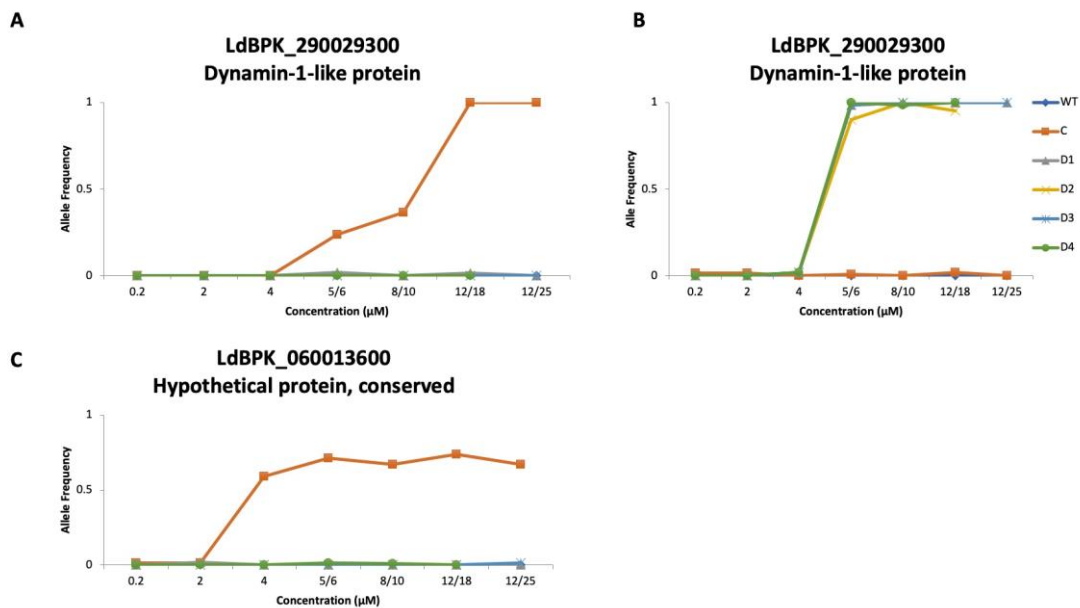 A
LdBPK_290029300
Dynamin-1-like protein
1
0.5
0
Allele Frequency
0.2 2 4 5/6 8/10 12/18 12/25
Concentration (µM)
B
LdBPK_290029300
Dynamin-1-like protein
1
0.5
0
Alle Frequency
0.2 2 4 5/6 8/10 12/18 12/25
Concentration (µM)
WT
C
D1
D2
D3
D4
C
LdBPK_060013600
Hypothetical protein, conserved
1
0.5
0
Allele Frequency
0.2 2 4 5/6 8/10 12/18 12/25
Concentration (µM)